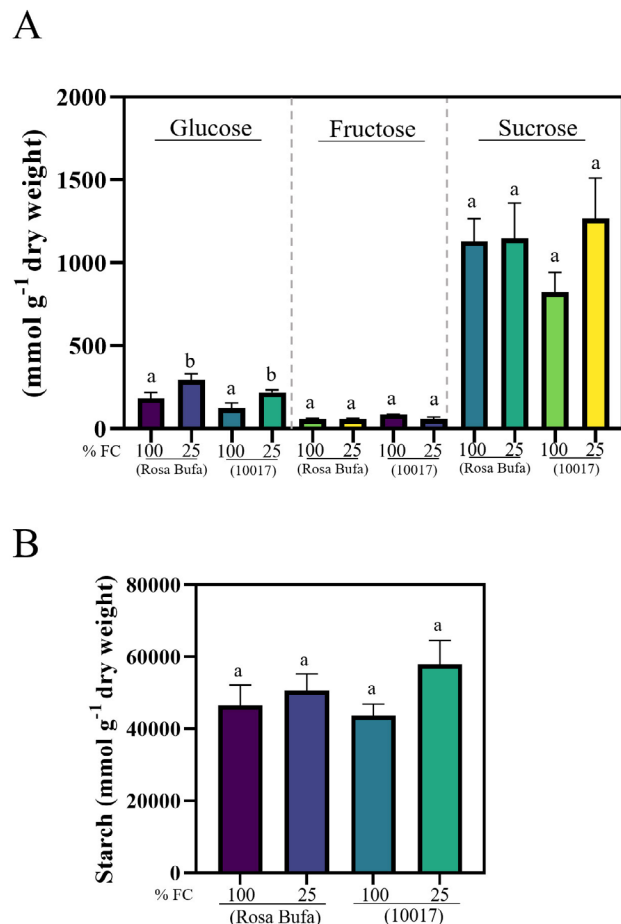 A
(mmol g⁻¹ dry weight)
2000
1500
1000
500
0
Glucose Fructose Sucrose
a b a b a a a a a a a a
% FC 100 25 100 25 100 25 100 25 100 25 100 25
(Rosa Bufa) (10017) (Rosa Bufa) (10017) (Rosa Bufa) (10017)
B
Starch (mmol g⁻¹ dry weight)
80000
60000
40000
20000
0
a a a a
% FC 100 25 100 25
(Rosa Bufa) (10017)